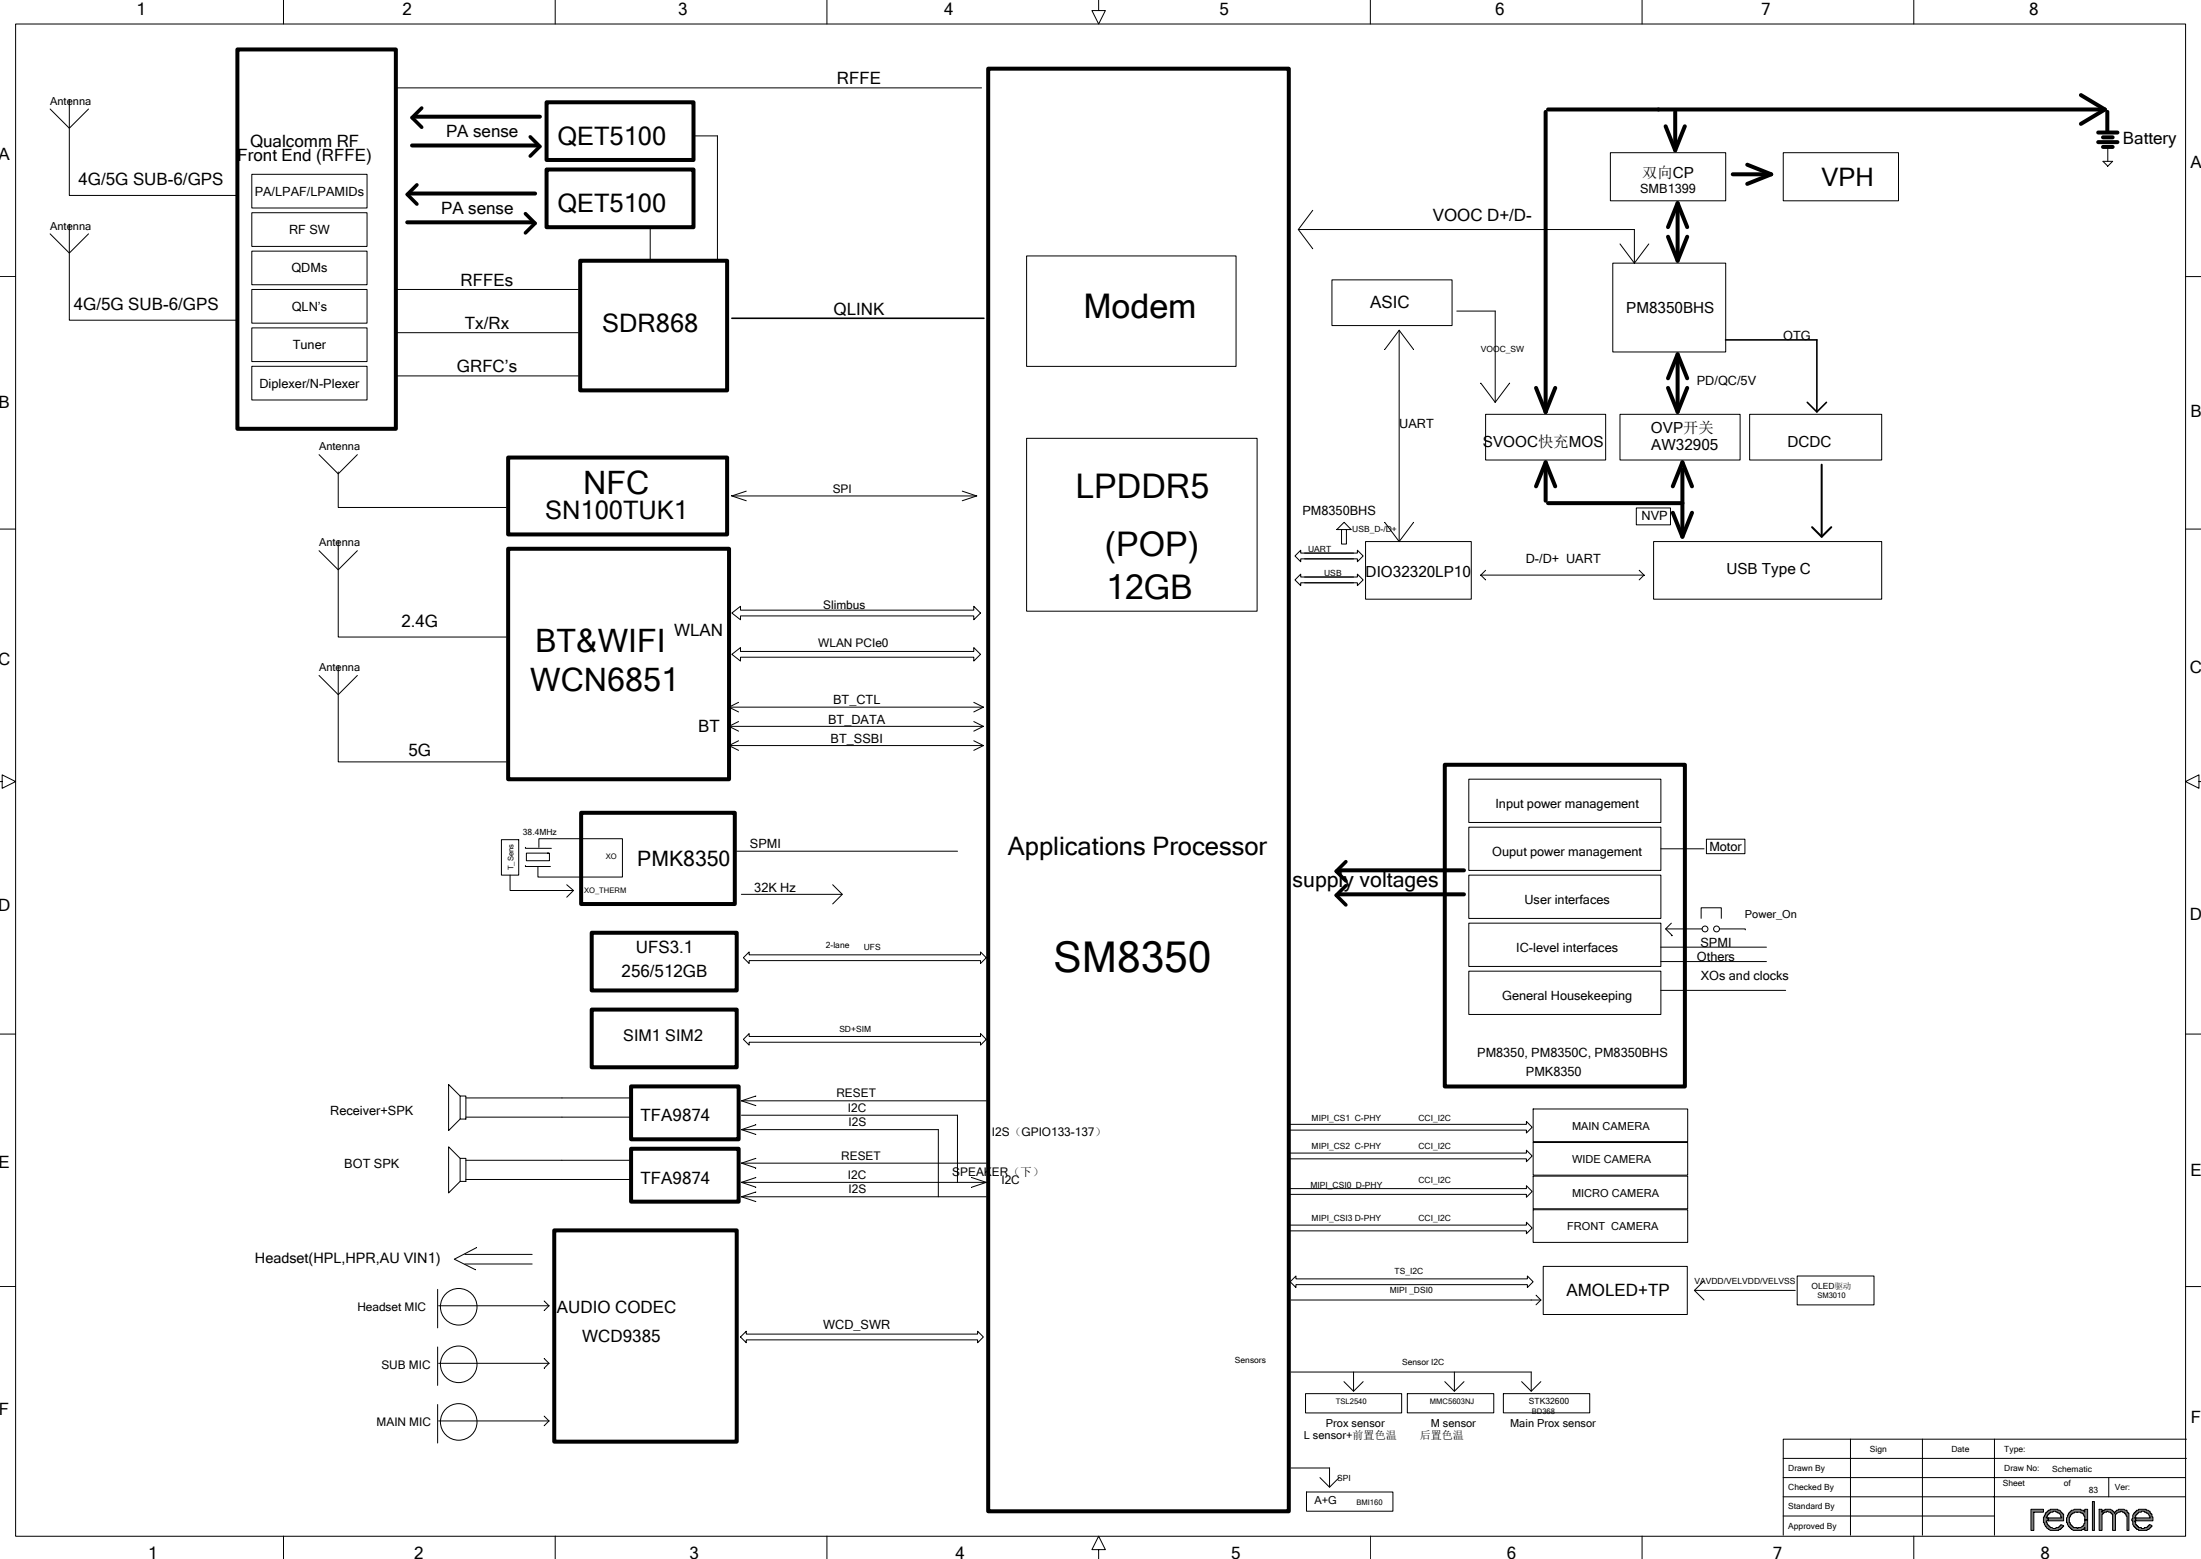 1 2 3 4 5 6 7 8
A
B
C
D
E
F
Antenna
4G/5G SUB-6/GPS
Antenna
4G/5G SUB-6/GPS
Qualcomm RF
Front End (RFFE)
PA/LPAF/LPAMIDs
RF SW
QDMs
QLN's
Tuner
Diplexer/N-Plexer
RFFE
PA sense
QET5100
PA sense
QET5100
RFFEs
Tx/Rx
GRFC's
SDR868
QLINK
Antenna
NFC
SN100TUK1
SPI
Antenna
2.4G
Antenna
5G
BT&WIFI
WCN6851
WLAN
BT
Slimbus
WLAN PCIe0
BT_CTL
BT_DATA
BT_SSBI
38.4MHz
T_Sens
XO
XO_THERM
PMK8350
SPMI
32K Hz
UFS3.1
256/512GB
2-lane UFS
SIM1 SIM2
SD+SIM
Receiver+SPK
TFA9874
RESET
I2C
I2S
I2S（GPIO133-137）
BOT SPK
TFA9874
RESET
I2C
I2S
SPEAKER（下）
I2C
Headset(HPL,HPR,AU VIN1)
Headset MIC
SUB MIC
MAIN MIC
AUDIO CODEC
WCD9385
WCD_SWR
Modem
LPDDR5
(POP)
12GB
Applications Processor
SM8350
Sensors
Battery
双向CP
SMB1399
VPH
VOOC D+/D-
PM8350BHS
OTG
PD/QC/5V
ASIC
VOOC_SW
UART
SVOOC快充MOS
OVP开关
AW32905
DCDC
NVP
PM8350BHS
USB_D-/D+
UART
USB
DIO32320LP10
D-/D+ UART
USB Type C
Input power management
Ouput power management
User interfaces
IC-level interfaces
General Housekeeping
PM8350, PM8350C, PM8350BHS
PMK8350
supply voltages
Motor
Power_On
SPMI
Others
XOs and clocks
MIPI_CS1 C-PHY CCI_I2C
MAIN CAMERA
MIPI_CS2 C-PHY CCI_I2C
WIDE CAMERA
MIPI_CSI0 D-PHY CCI_I2C
MICRO CAMERA
MIPI_CSI3 D-PHY CCI_I2C
FRONT CAMERA
TS_I2C
MIPI_DSI0
AMOLED+TP
VAVDD/VELVDD/VELVSS
OLED驱动
SM3010
Sensor I2C
TSL2540
Prox sensor
L sensor+前置色温
MMC5603NJ
M sensor
后置色温
STK32600
BD368
Main Prox sensor
SPI
A+G BMI160
Sign Date Type:
Drawn By Draw No: Schematic
Checked By Sheet of 83 Ver:
Standard By
Approved By
realme
1 2 3 4 5 6 7 8
A
B
C
D
E
F